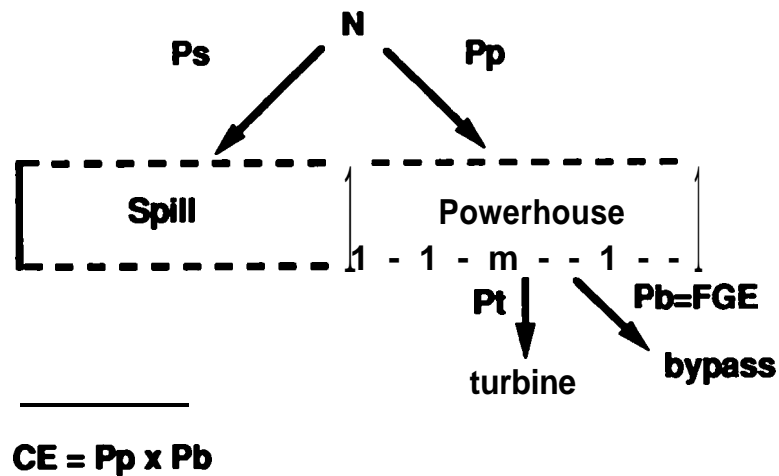 N
Ps
Pp
Spill
Powerhouse
1 - 1 - m - - 1 - -
Pt
Pb=FGE
turbine
bypass
CE = Pp x Pb